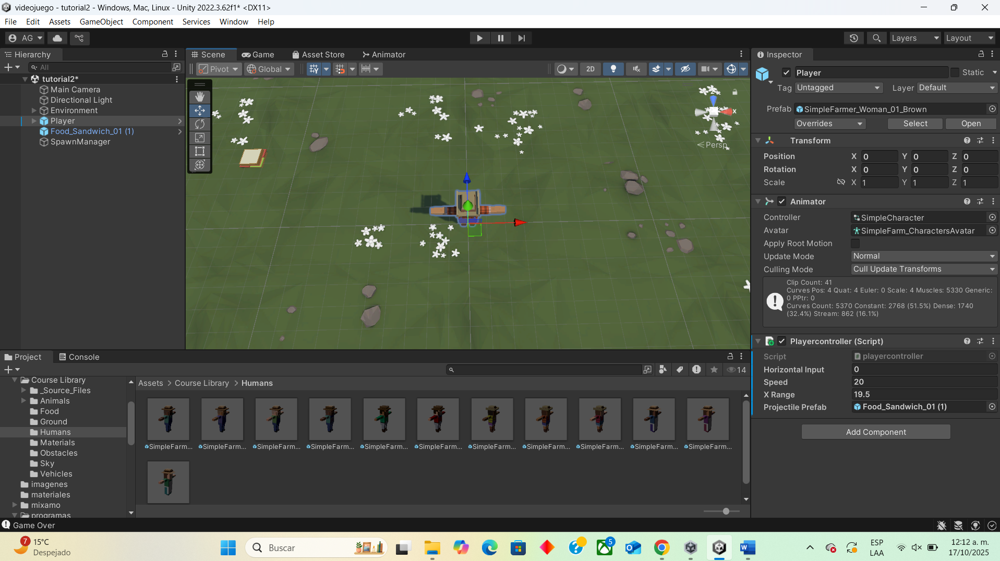 videojuego - tutorial2 - Windows, Mac, Linux - Unity 2022.3.62f1* <DX11>
File Edit Assets GameObject Component Services Window Help
AG
Layers Layout
Hierarchy
All
tutorial2*
Main Camera
Directional Light
Environment
Player
Food_Sandwich_01 (1)
SpawnManager
Scene Game Asset Store Animator
Pivot Global 2D
x
Persp
Inspector
Player Static
Tag Untagged Layer Default
Prefab SimpleFarmer_Woman_01_Brown
Overrides Select Open
Transform
Position X 0 Y 0 Z 0
Rotation X 0 Y 0 Z 0
Scale X 1 Y 1 Z 1
Animator
Controller SimpleCharacter
Avatar SimpleFarm_CharactersAvatar
Apply Root Motion
Update Mode Normal
Culling Mode Cull Update Transforms
Clip Count: 41
Curves Pos: 4 Quat: 4 Euler: 0 Scale: 4 Muscles: 5330 Generic:
0 PPtr: 0
Curves Count: 5370 Constant: 2768 (51.5%) Dense: 1740
(32.4%) Stream: 862 (16.1%)
Playercontroller (Script)
Script playercontroller
Horizontal Input 0
Speed 20
X Range 19.5
Projectile Prefab Food_Sandwich_01 (1)
Add Component
Project Console
14
Course Library
_Source_Files
Animals
Food
Ground
Humans
Materials
Obstacles
Sky
Vehicles
imagenes
materiales
mixamo
programas
Assets > Course Library > Humans
SimpleFarm... SimpleFarm... SimpleFarm... SimpleFarm... SimpleFarm... SimpleFarm... SimpleFarm... SimpleFarm... SimpleFarm... SimpleFarm... SimpleFarm...
Game Over
7
15°C
Despejado
Buscar
5
ESP
LAA
12:12 a. m.
17/10/2025